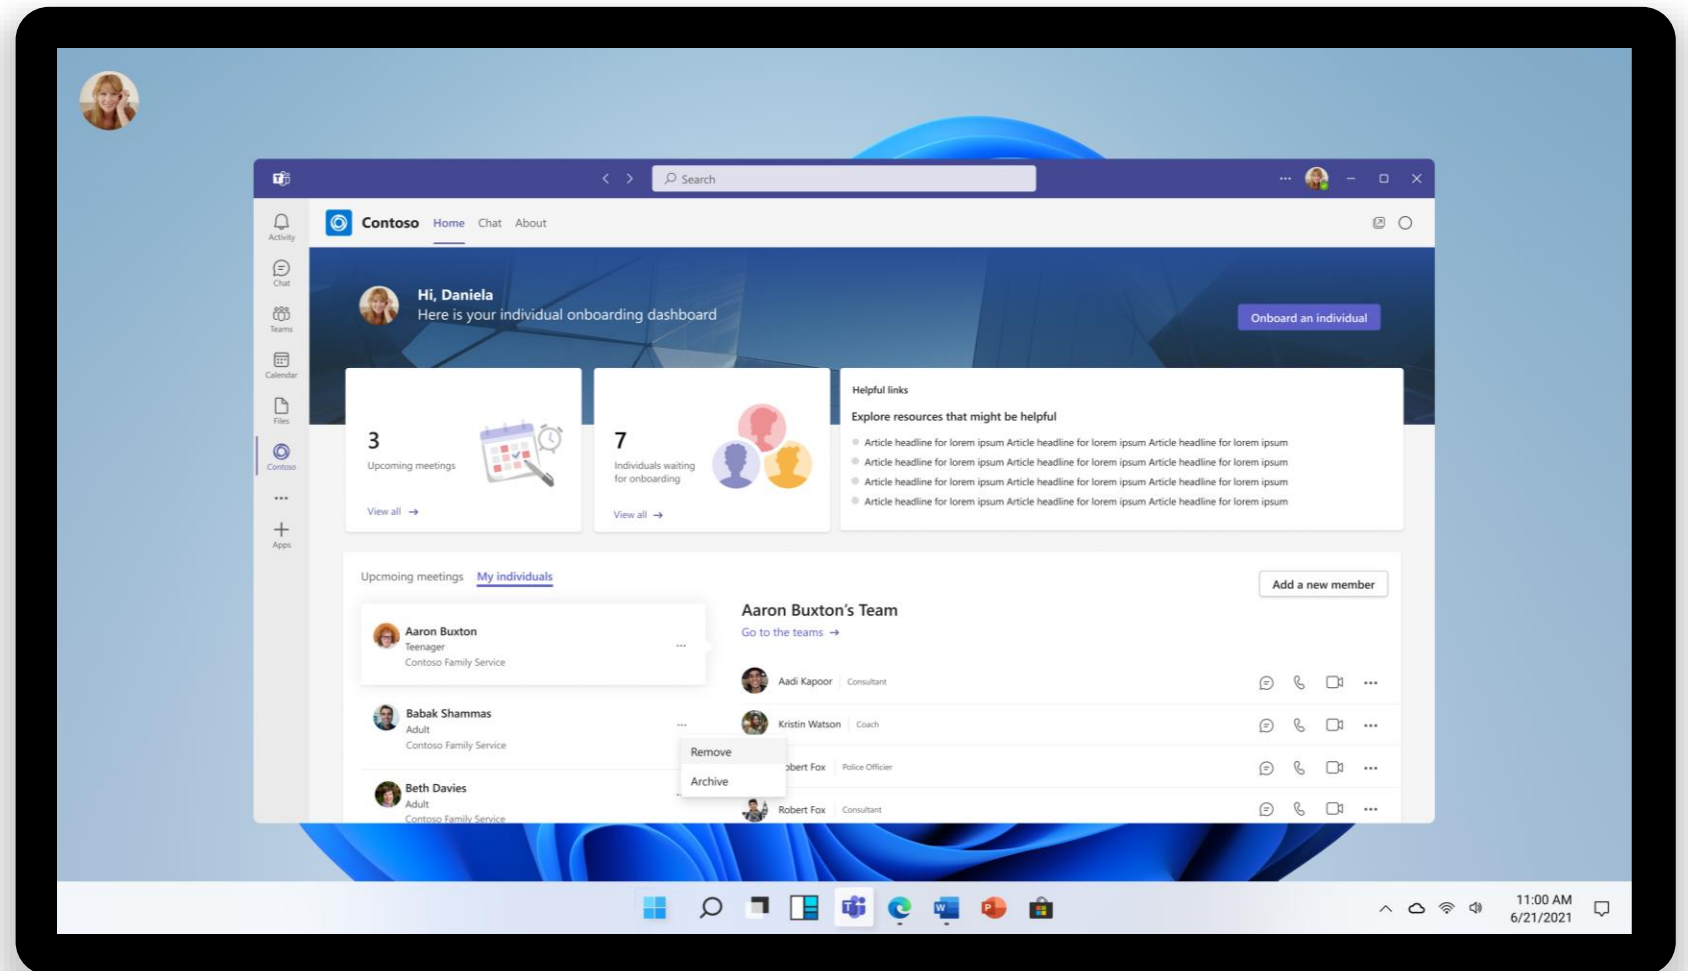 Search
Activity
Chat
Teams
Calendar
Files
Contoso
Apps
Contoso Home Chat About
Hi, Daniela
Here is your individual onboarding dashboard
Onboard an individual
3
Upcoming meetings
View all →
7
Individuals waiting
for onboarding
View all →
Helpful links
Explore resources that might be helpful
Article headline for lorem ipsum Article headline for lorem ipsum Article headline for lorem ipsum
Article headline for lorem ipsum Article headline for lorem ipsum Article headline for lorem ipsum
Article headline for lorem ipsum Article headline for lorem ipsum Article headline for lorem ipsum
Article headline for lorem ipsum Article headline for lorem ipsum Article headline for lorem ipsum
Upcmoing meetings My individuals
Add a new member
Aaron Buxton
Teenager
Contoso Family Service
Babak Shammas
Adult
Contoso Family Service
Beth Davies
Adult
Contoso Family Service
Remove
Archive
Aaron Buxton's Team
Go to the teams →
Aadi Kapoor Consultant
Kristin Watson Coach
obert Fox Police Officier
Robert Fox Consultant
11:00 AM
6/21/2021